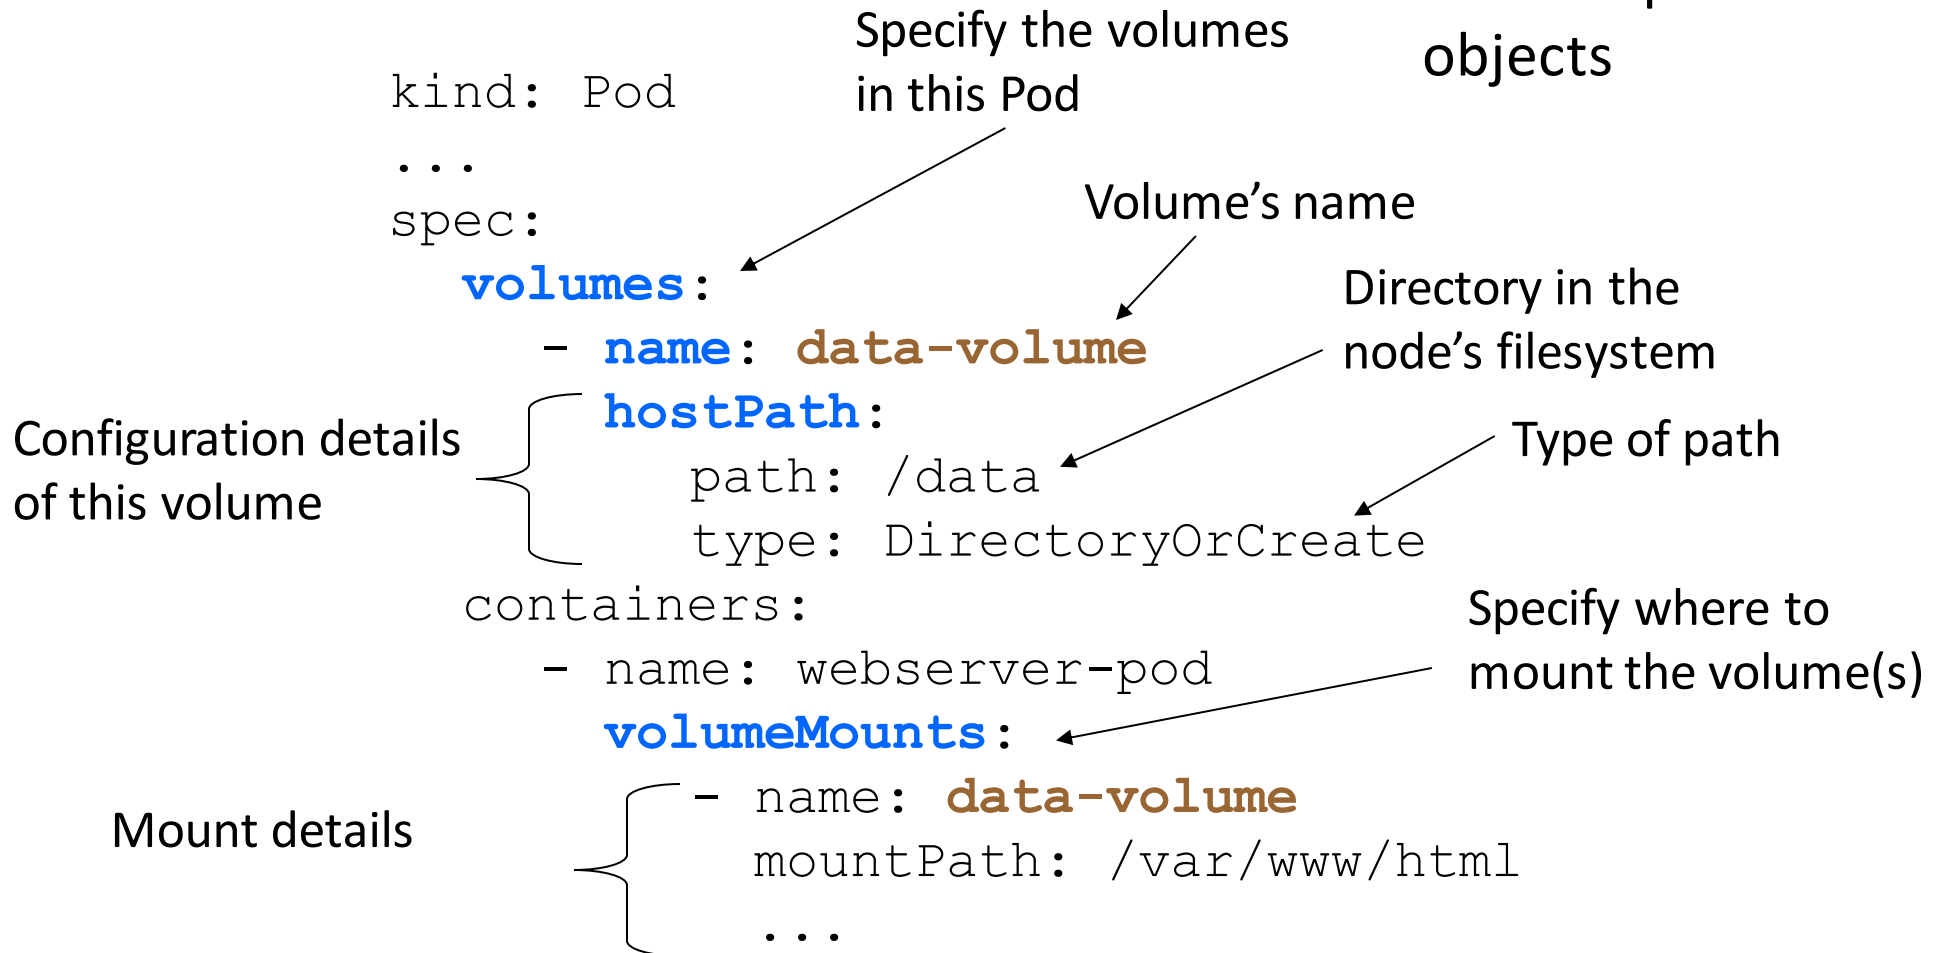 objects
Specify the volumes
in this Pod
kind: Pod
...
spec:
Volume’s name
volumes:
Directory in the
node’s filesystem
- name: data-volume
Configuration details
of this volume
hostPath:
Type of path
path: /data
type: DirectoryOrCreate
containers:
Specify where to
mount the volume(s)
- name: webserver-pod
volumeMounts:
Mount details
- name: data-volume
mountPath: /var/www/html
...